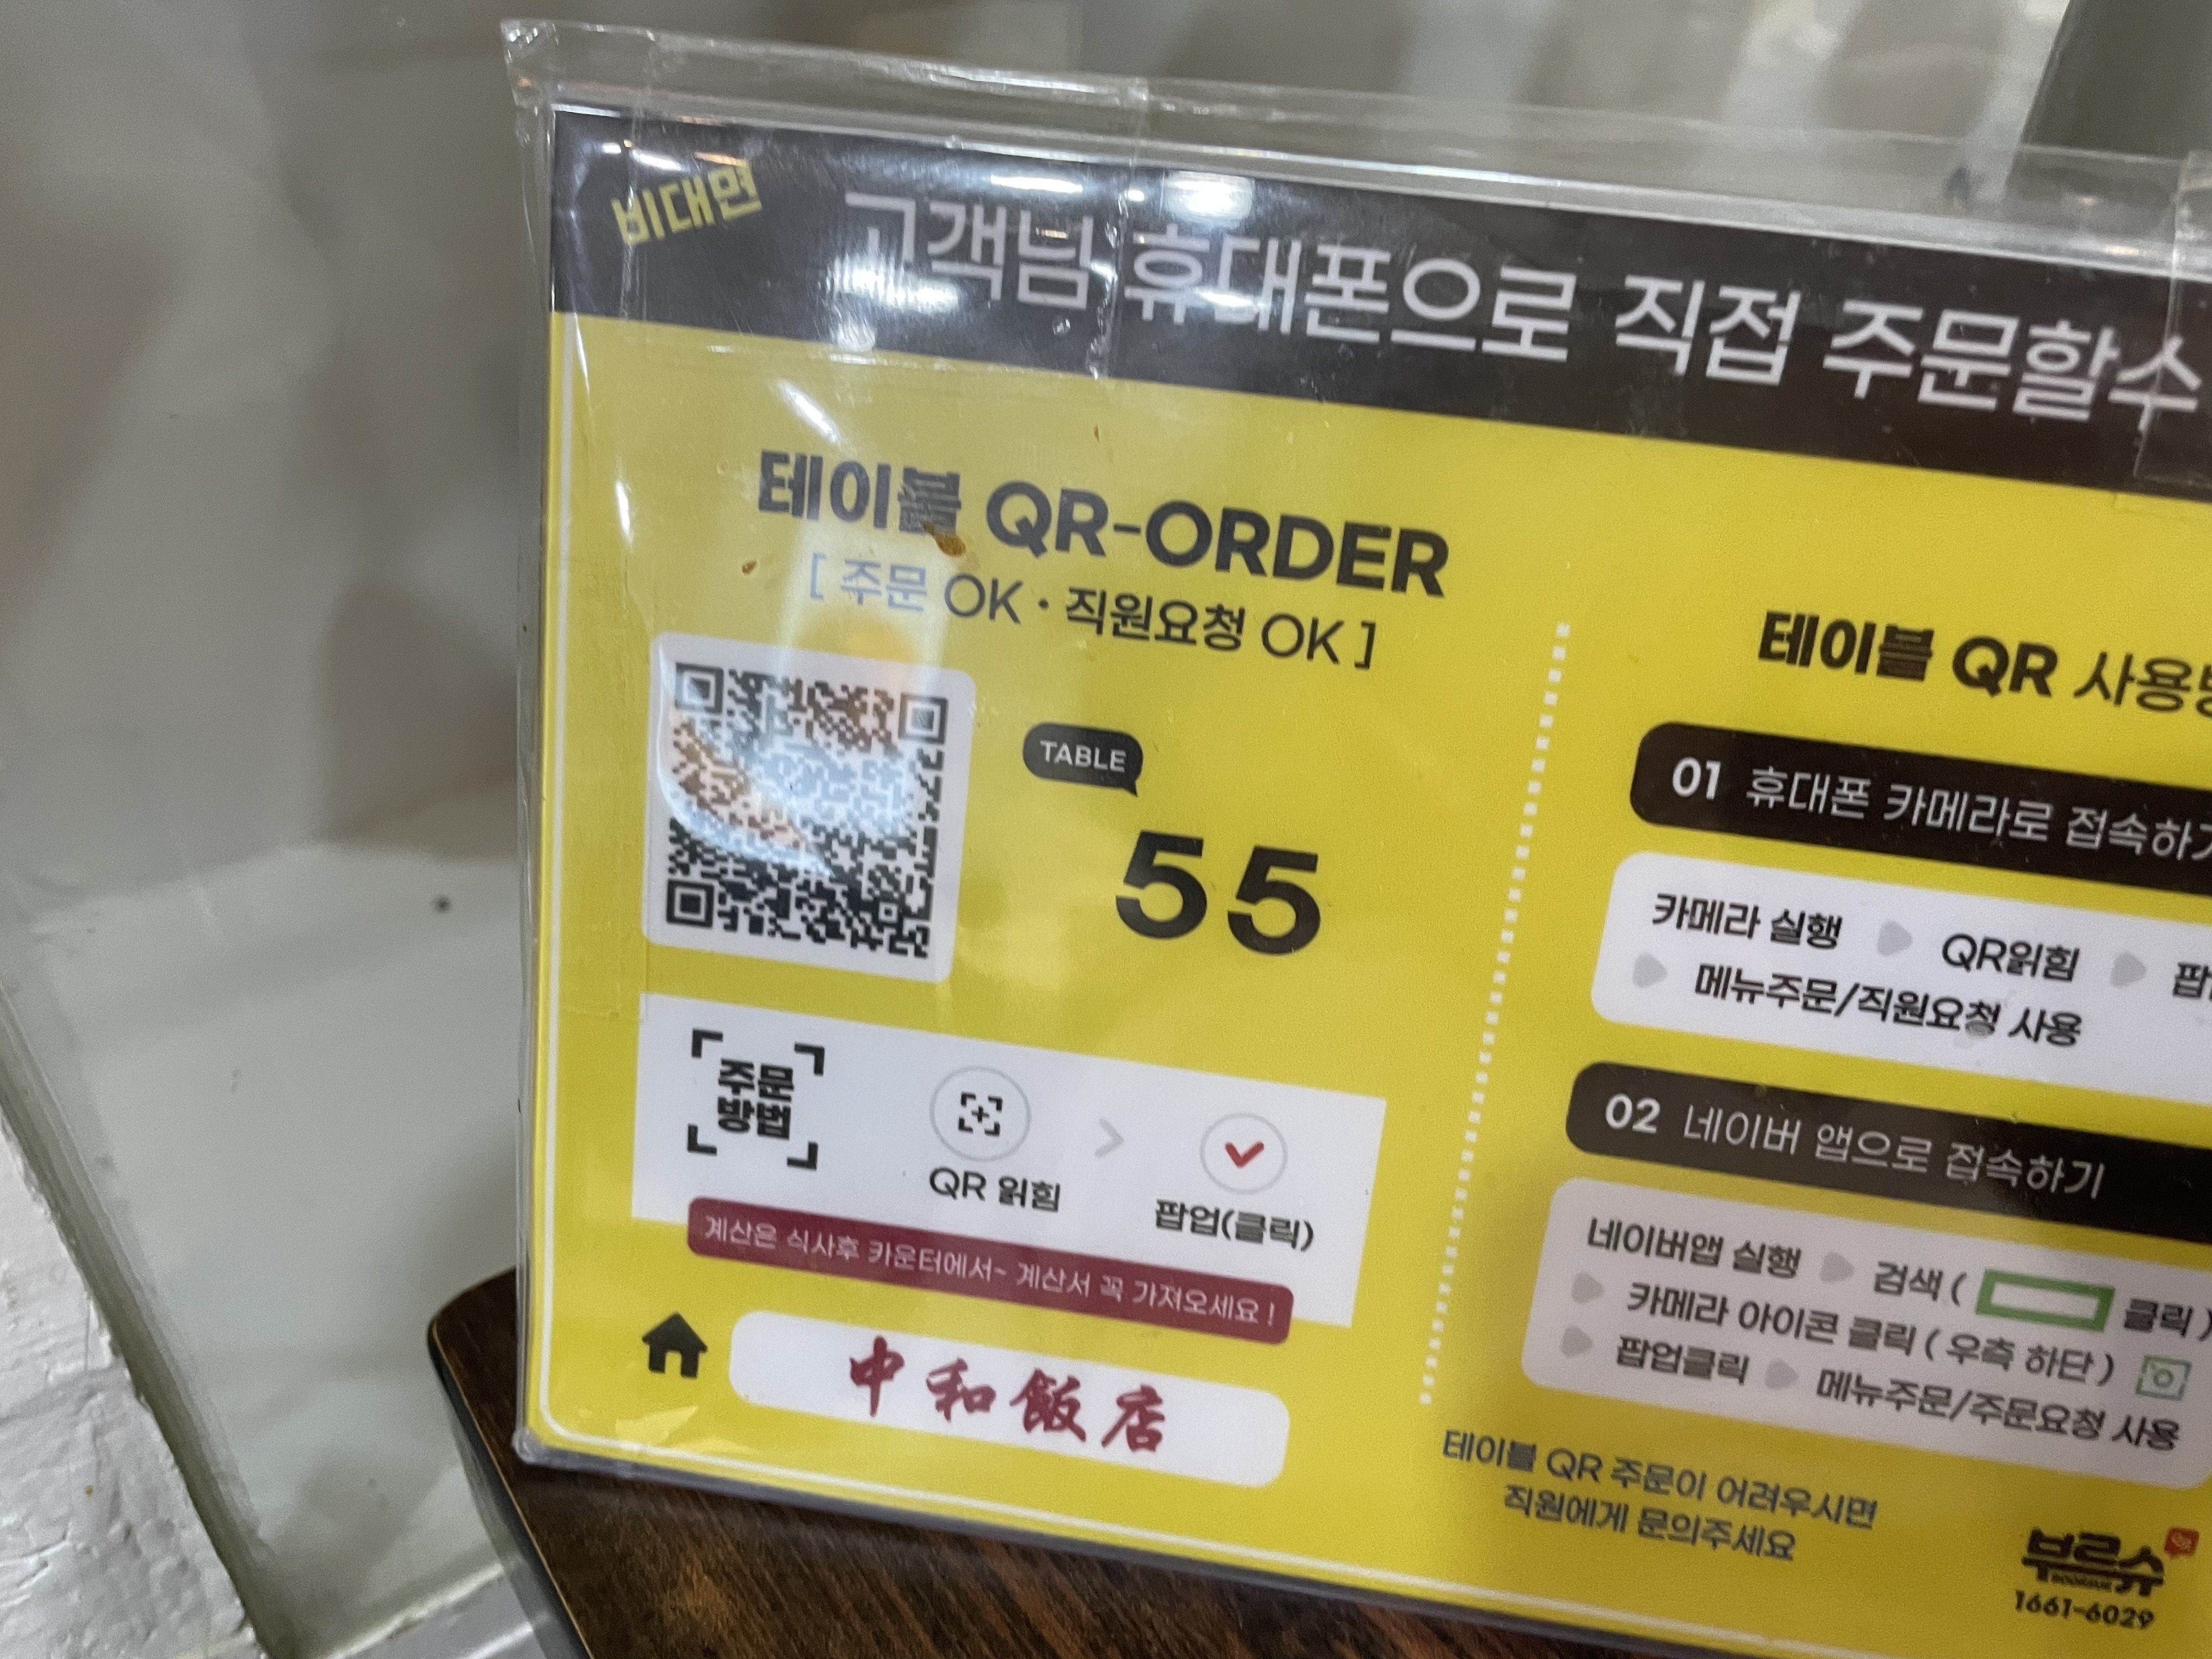 비대면
고객님 휴대폰으로 직접 주문할수
테이블 QR-ORDER
[ 주문 OK · 직원요청 OK ]
TABLE
55
주문
방법
QR 읽힘
팝업(클릭)
계산은 식사후 카운터에서~ 계산서 꼭 가져오세요 !
中和飯店
테이블 QR 사용
01 휴대폰 카메라로 접속하
카메라 실행 QR읽힘
메뉴주문/직원요청 사용
02 네이버 앱으로 접속하기
네이버앱 실행 검색 ( 클릭 )
카메라 아이콘 클릭 ( 우측 하단 )
팝업클릭 메뉴주문/주문요청 사용
테이블 QR 주문이 어려우시면
직원에게 문의주세요
부르슈
1661-6029